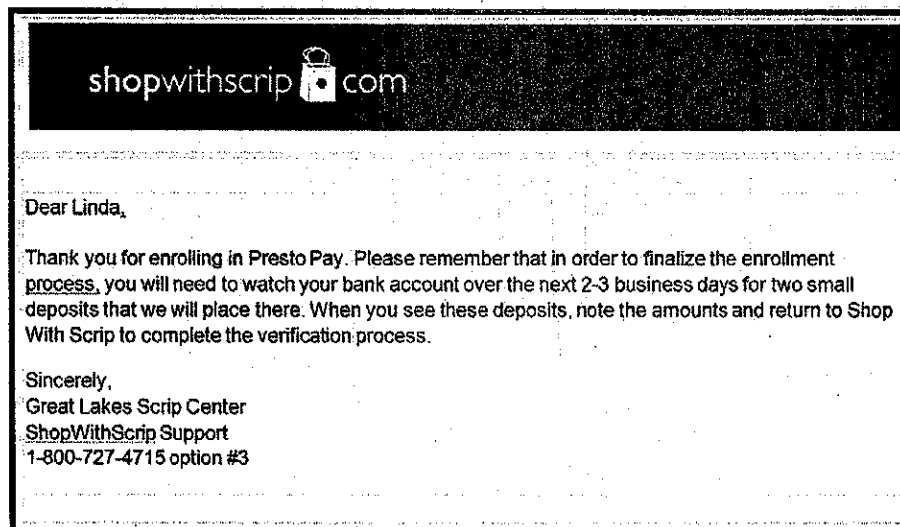 shopwithscrip com
Dear Linda,
Thank you for enrolling in Presto Pay. Please remember that in order to finalize the enrollment
process, you will need to watch your bank account over the next 2-3 business days for two small
deposits that we will place there. When you see these deposits, note the amounts and return to Shop
With Scrip to complete the verification process.
Sincerely,
Great Lakes Scrip Center
ShopWithScrip Support
1-800-727-4715 option #3